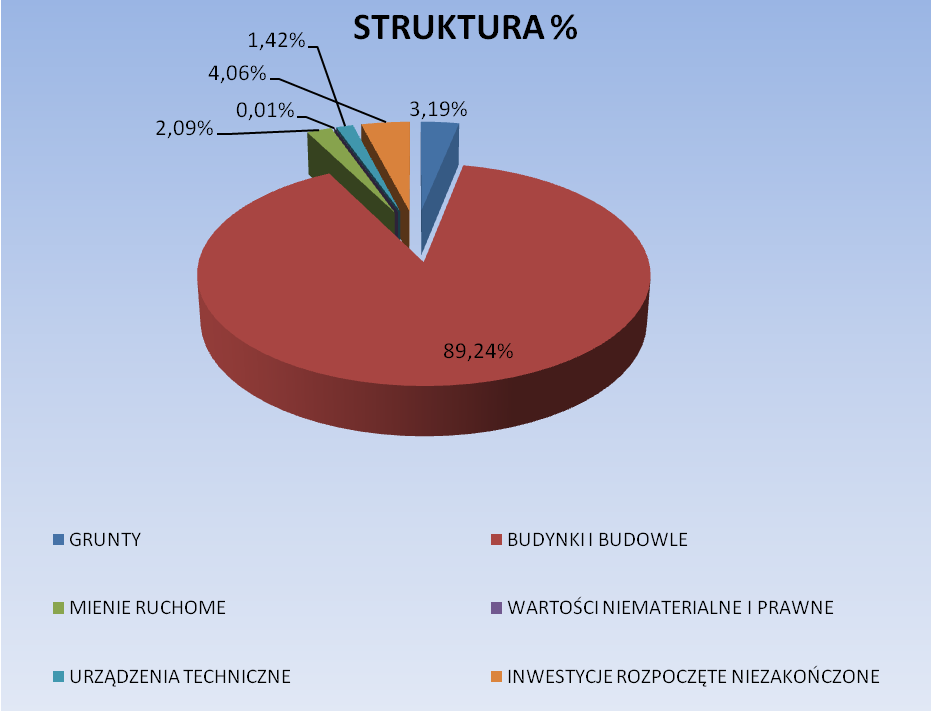 STRUKTURA %
1,42%
4,06%
3,19%
0,01%
2,09%
89,24%
GRUNTY
BUDYNKI I BUDOWLE
MIENIE RUCHOME
WARTOŚCI NIEMATERIALNE I PRAWNE
URZĄDZENIA TECHNICZNE
INWESTYCJE ROZPOCZĘTE NIEZAKOŃCZONE